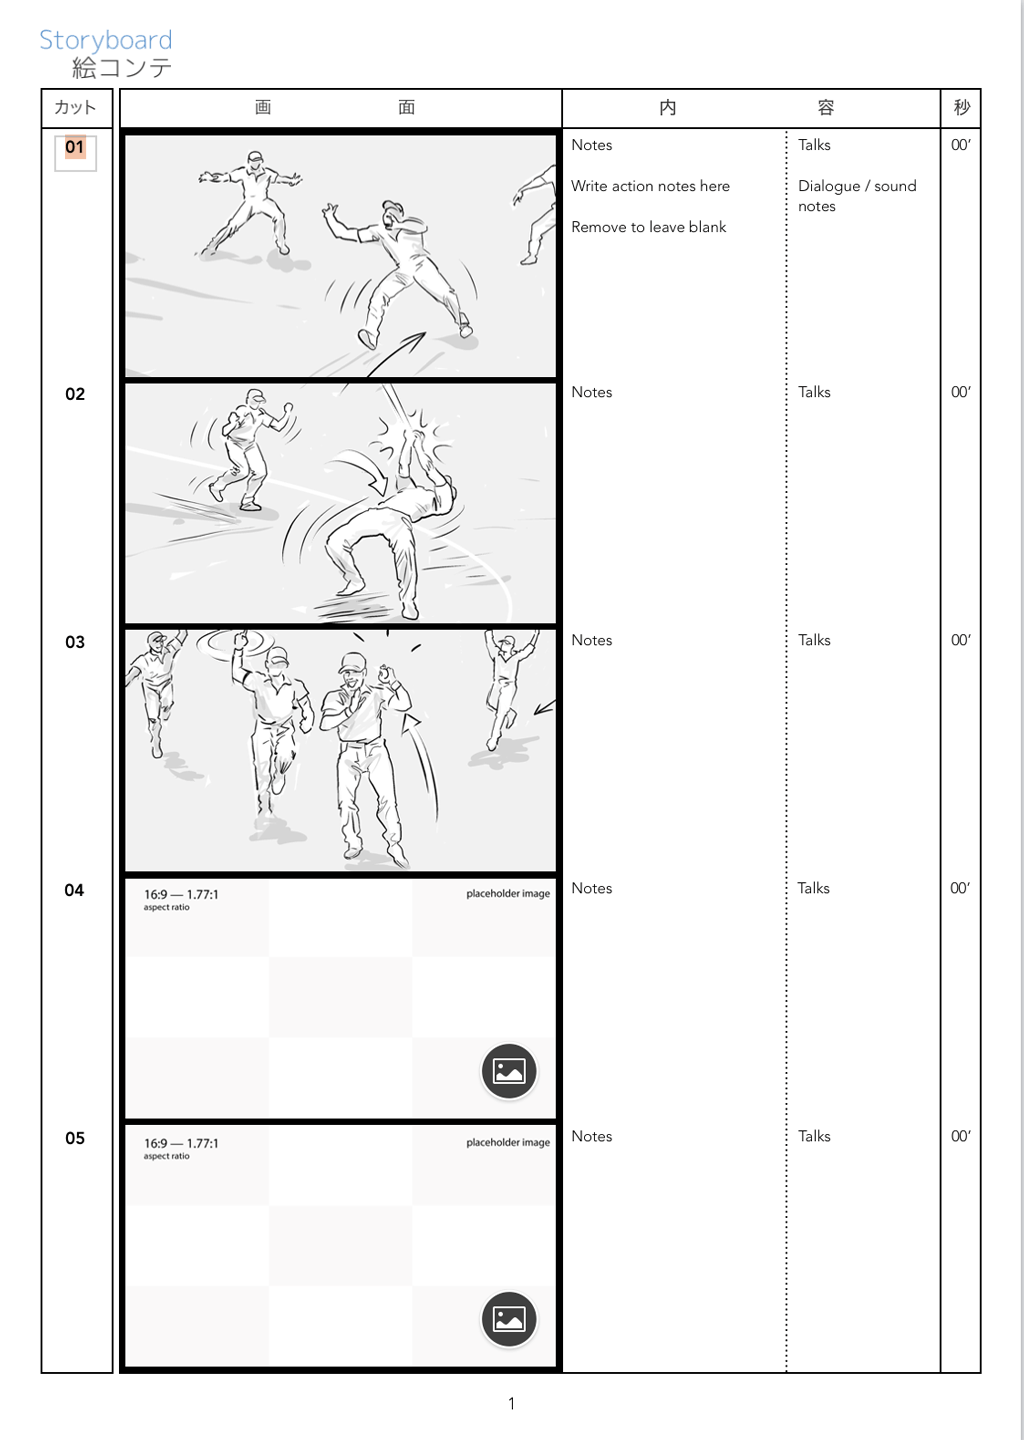 Storyboard
絵コンテ
カット 画 面 内 容 秒
01 Notes Talks 00’
Write action notes here Dialogue / sound
notes
Remove to leave blank
02 Notes Talks 00’
03 Notes Talks 00’
04 16:9 — 1.77:1 placeholder image Notes Talks 00’
aspect ratio
05 16:9 — 1.77:1 placeholder image Notes Talks 00’
aspect ratio
1